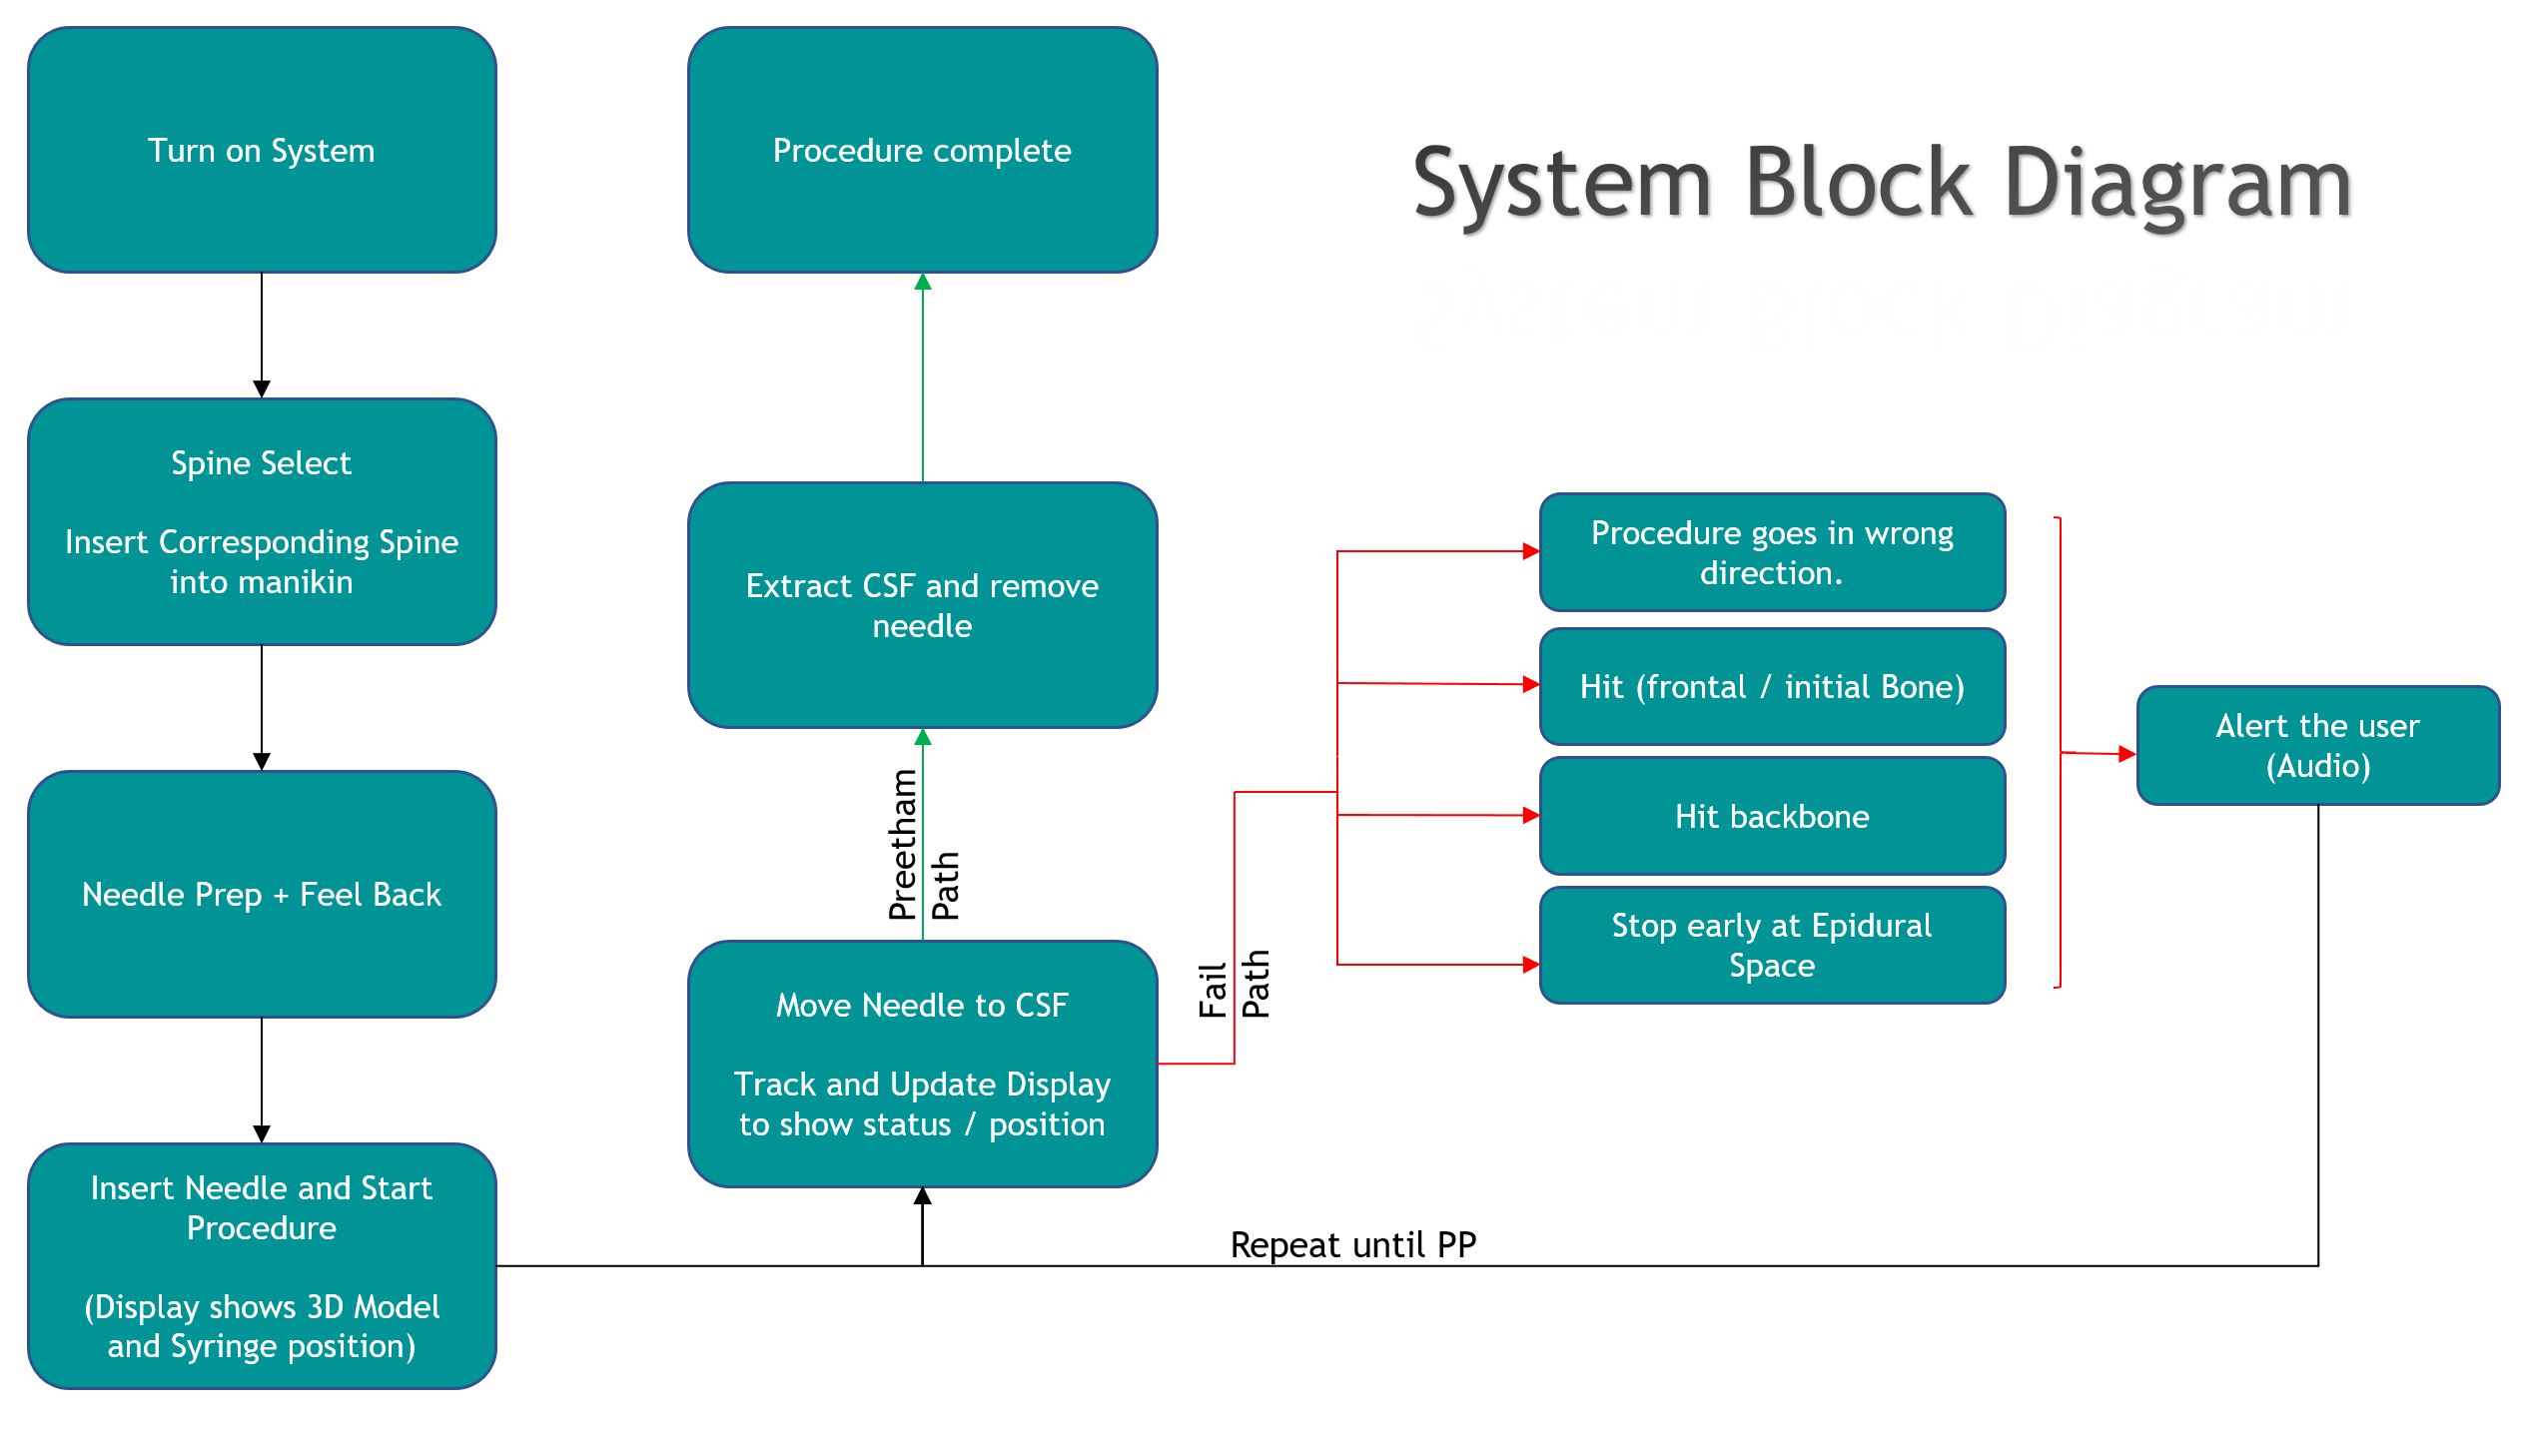 System Block Diagram
Turn on System
Spine Select
Insert Corresponding Spine
into manikin
Needle Prep + Feel Back
Insert Needle and Start
Procedure
(Display shows 3D Model
and Syringe position)
Procedure complete
Extract CSF and remove
needle
Preetham
Path
Move Needle to CSF
Track and Update Display
to show status / position
Fail
Path
Procedure goes in wrong
direction.
Hit (frontal / initial Bone)
Hit backbone
Stop early at Epidural
Space
Alert the user
(Audio)
Repeat until PP